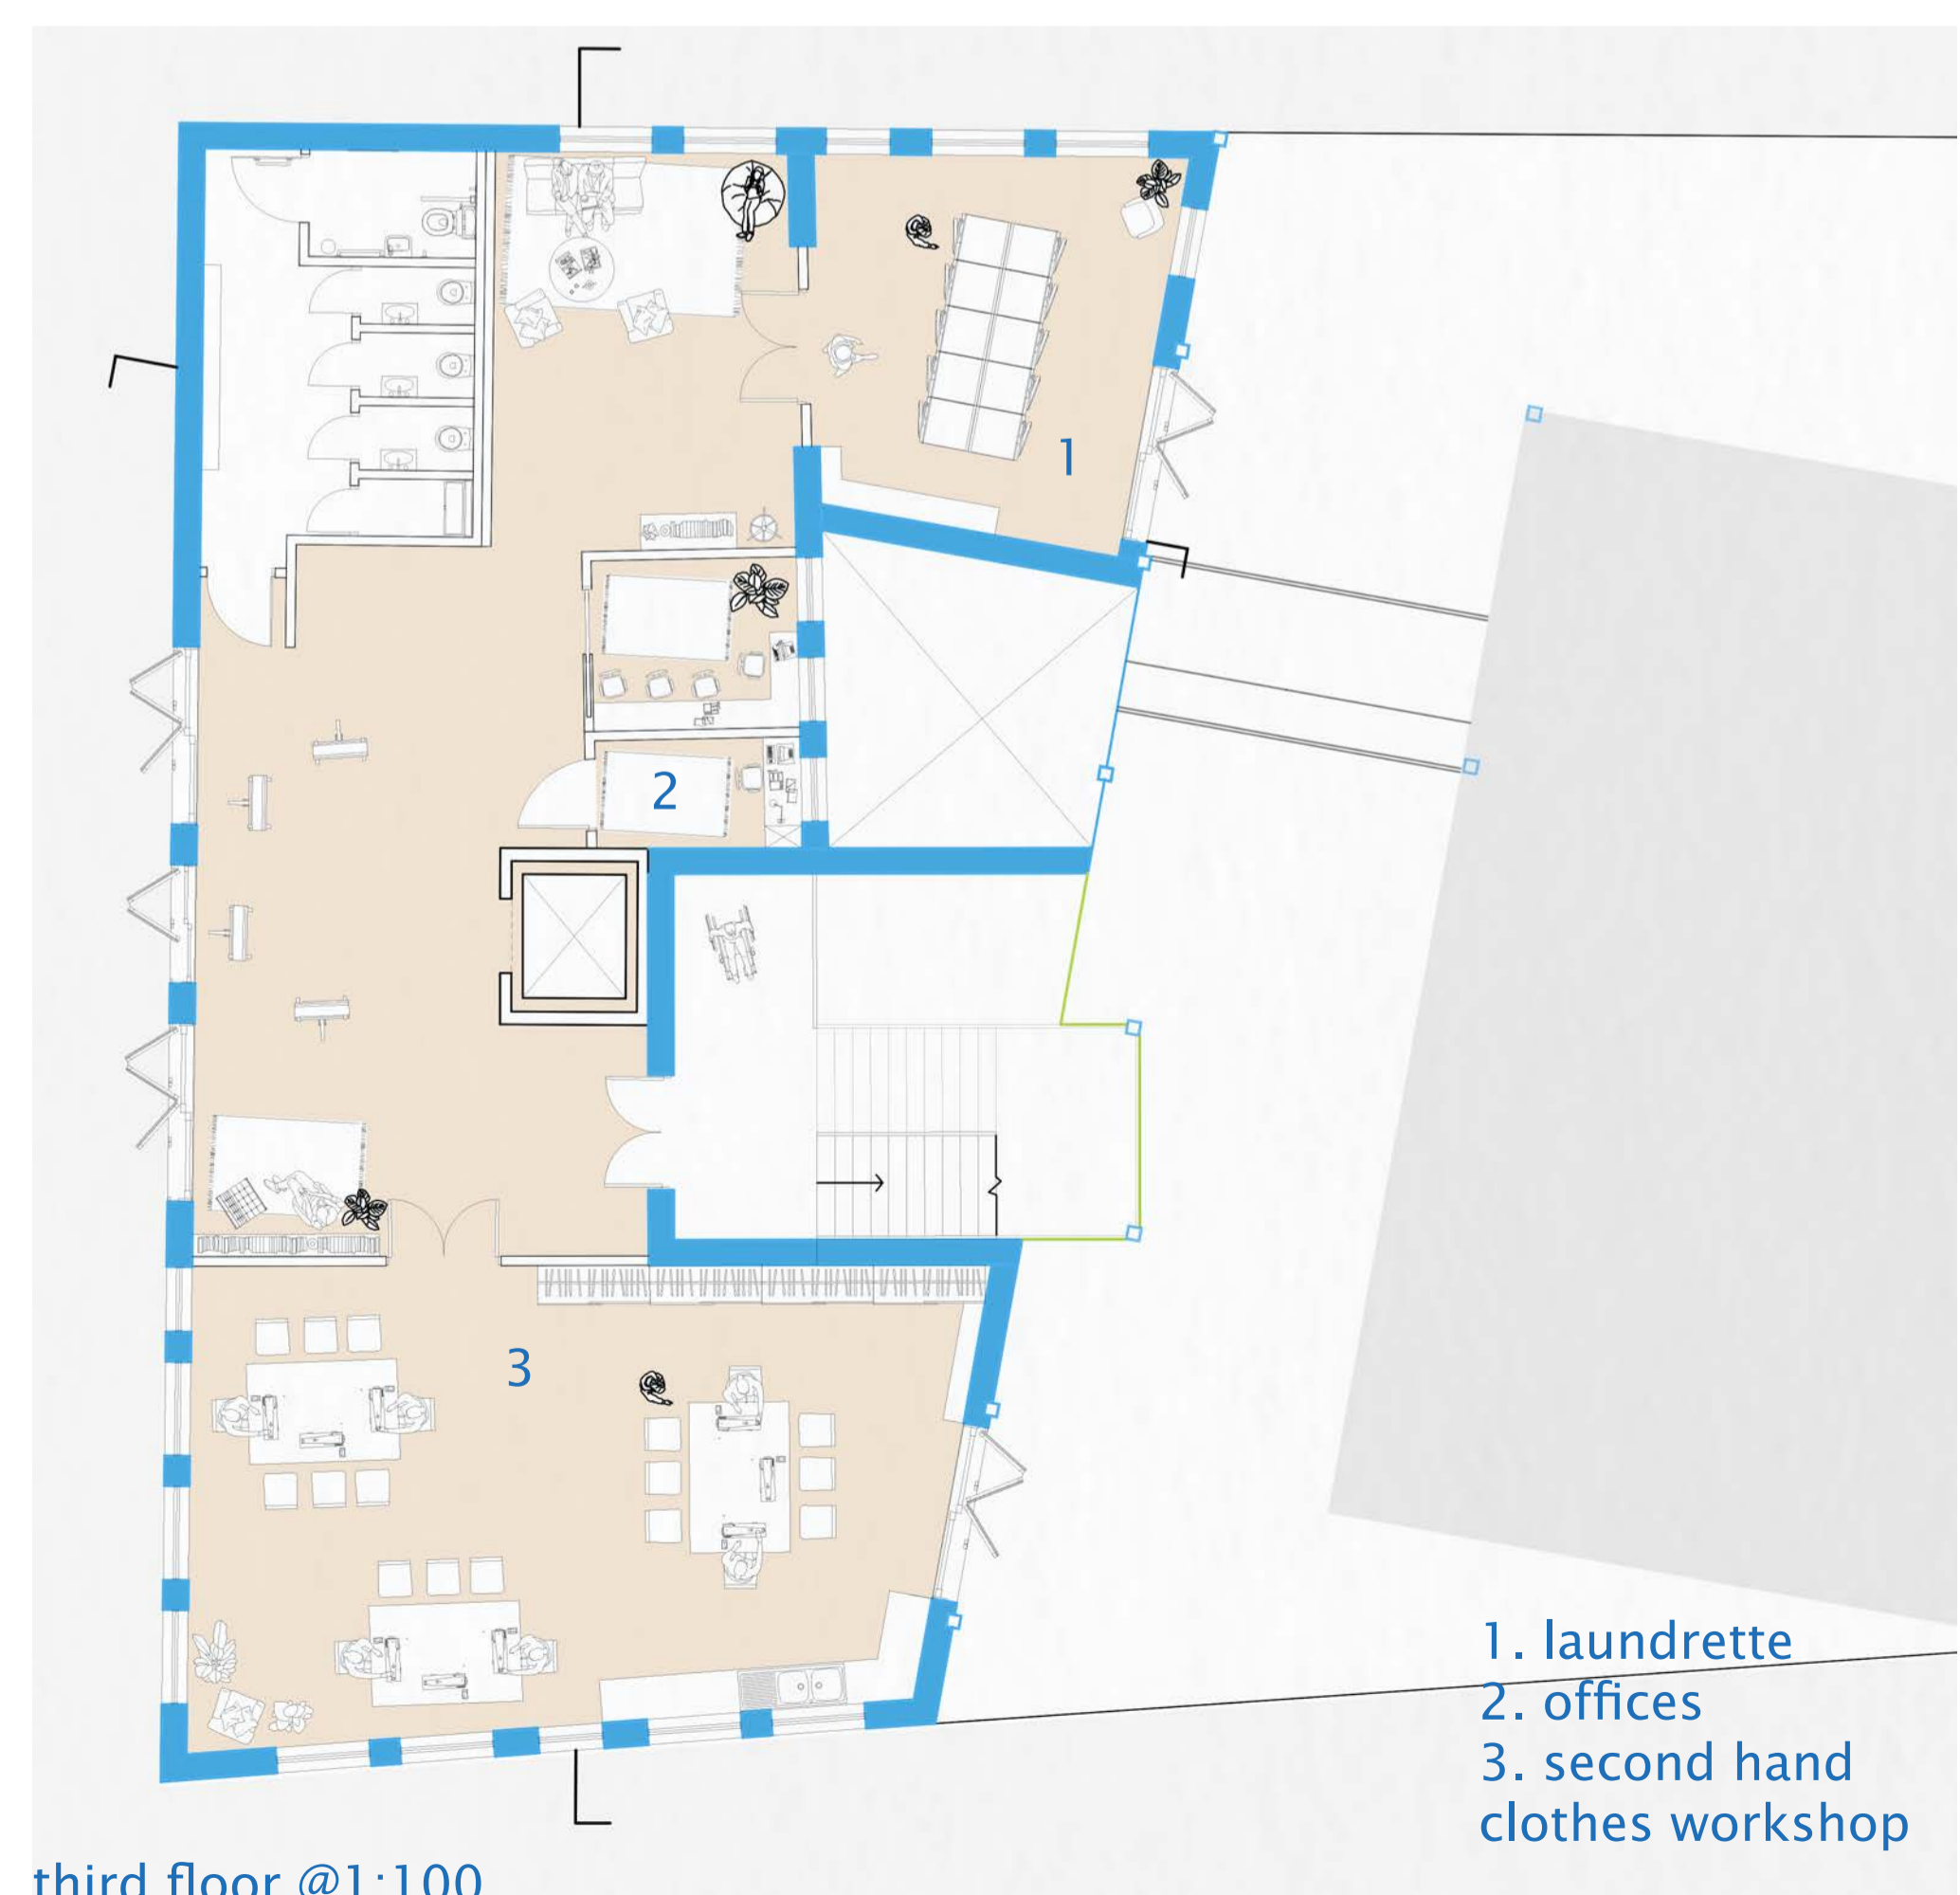 1
2
3
1. laundrette
2. offices
3. second hand
clothes workshop
third floor @1:100